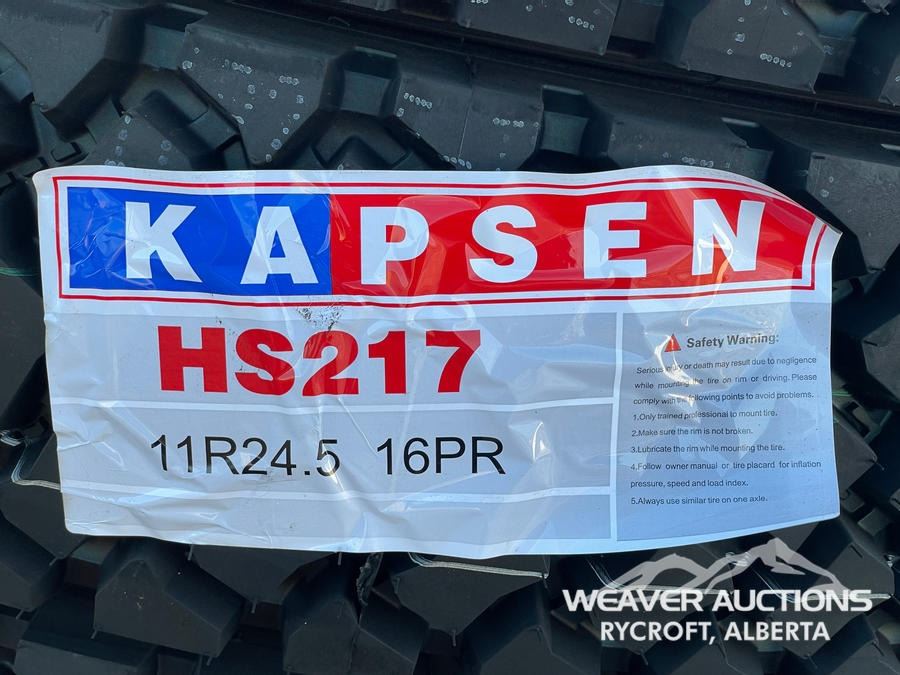 KAPSEN
HS217
11R24.5 16PR
Safety Warning:
Serious injury or death may result due to negligence
while mounting the tire on rim or driving. Please
comply with the following points to avoid problems.
1.Only trained professional to mount tire.
2.Make sure the rim is not broken.
3.Lubricate the rim while mounting the tire.
4.Follow owner manual or tire placard for inflation
pressure, speed and load index.
5.Always use similar tire on one axle.
WEAVER AUCTIONS
RYCROFT, ALBERTA